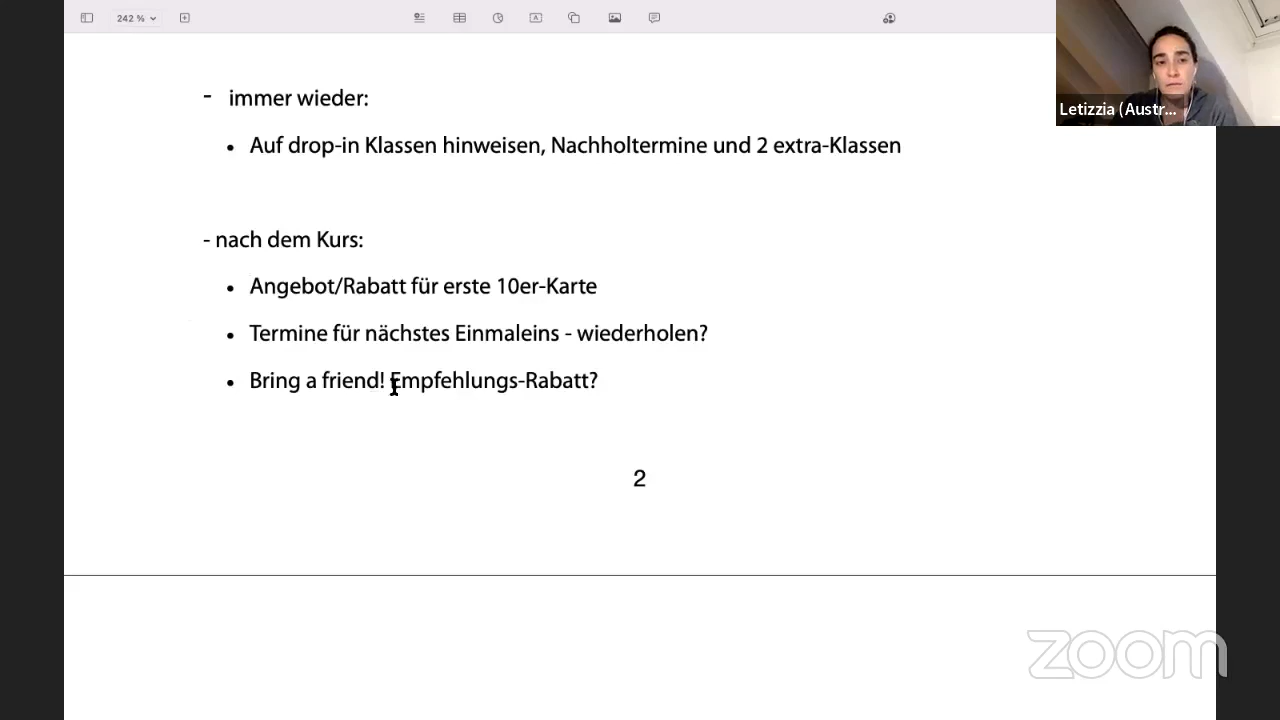 242 %
Letizzia (Austr...
- immer wieder:
• Auf drop-in Klassen hinweisen, Nachholtermine und 2 extra-Klassen
- nach dem Kurs:
• Angebot/Rabatt für erste 10er-Karte
• Termine für nächstes Einmaleins - wiederholen?
• Bring a friend! Empfehlungs-Rabatt?
2
zoom